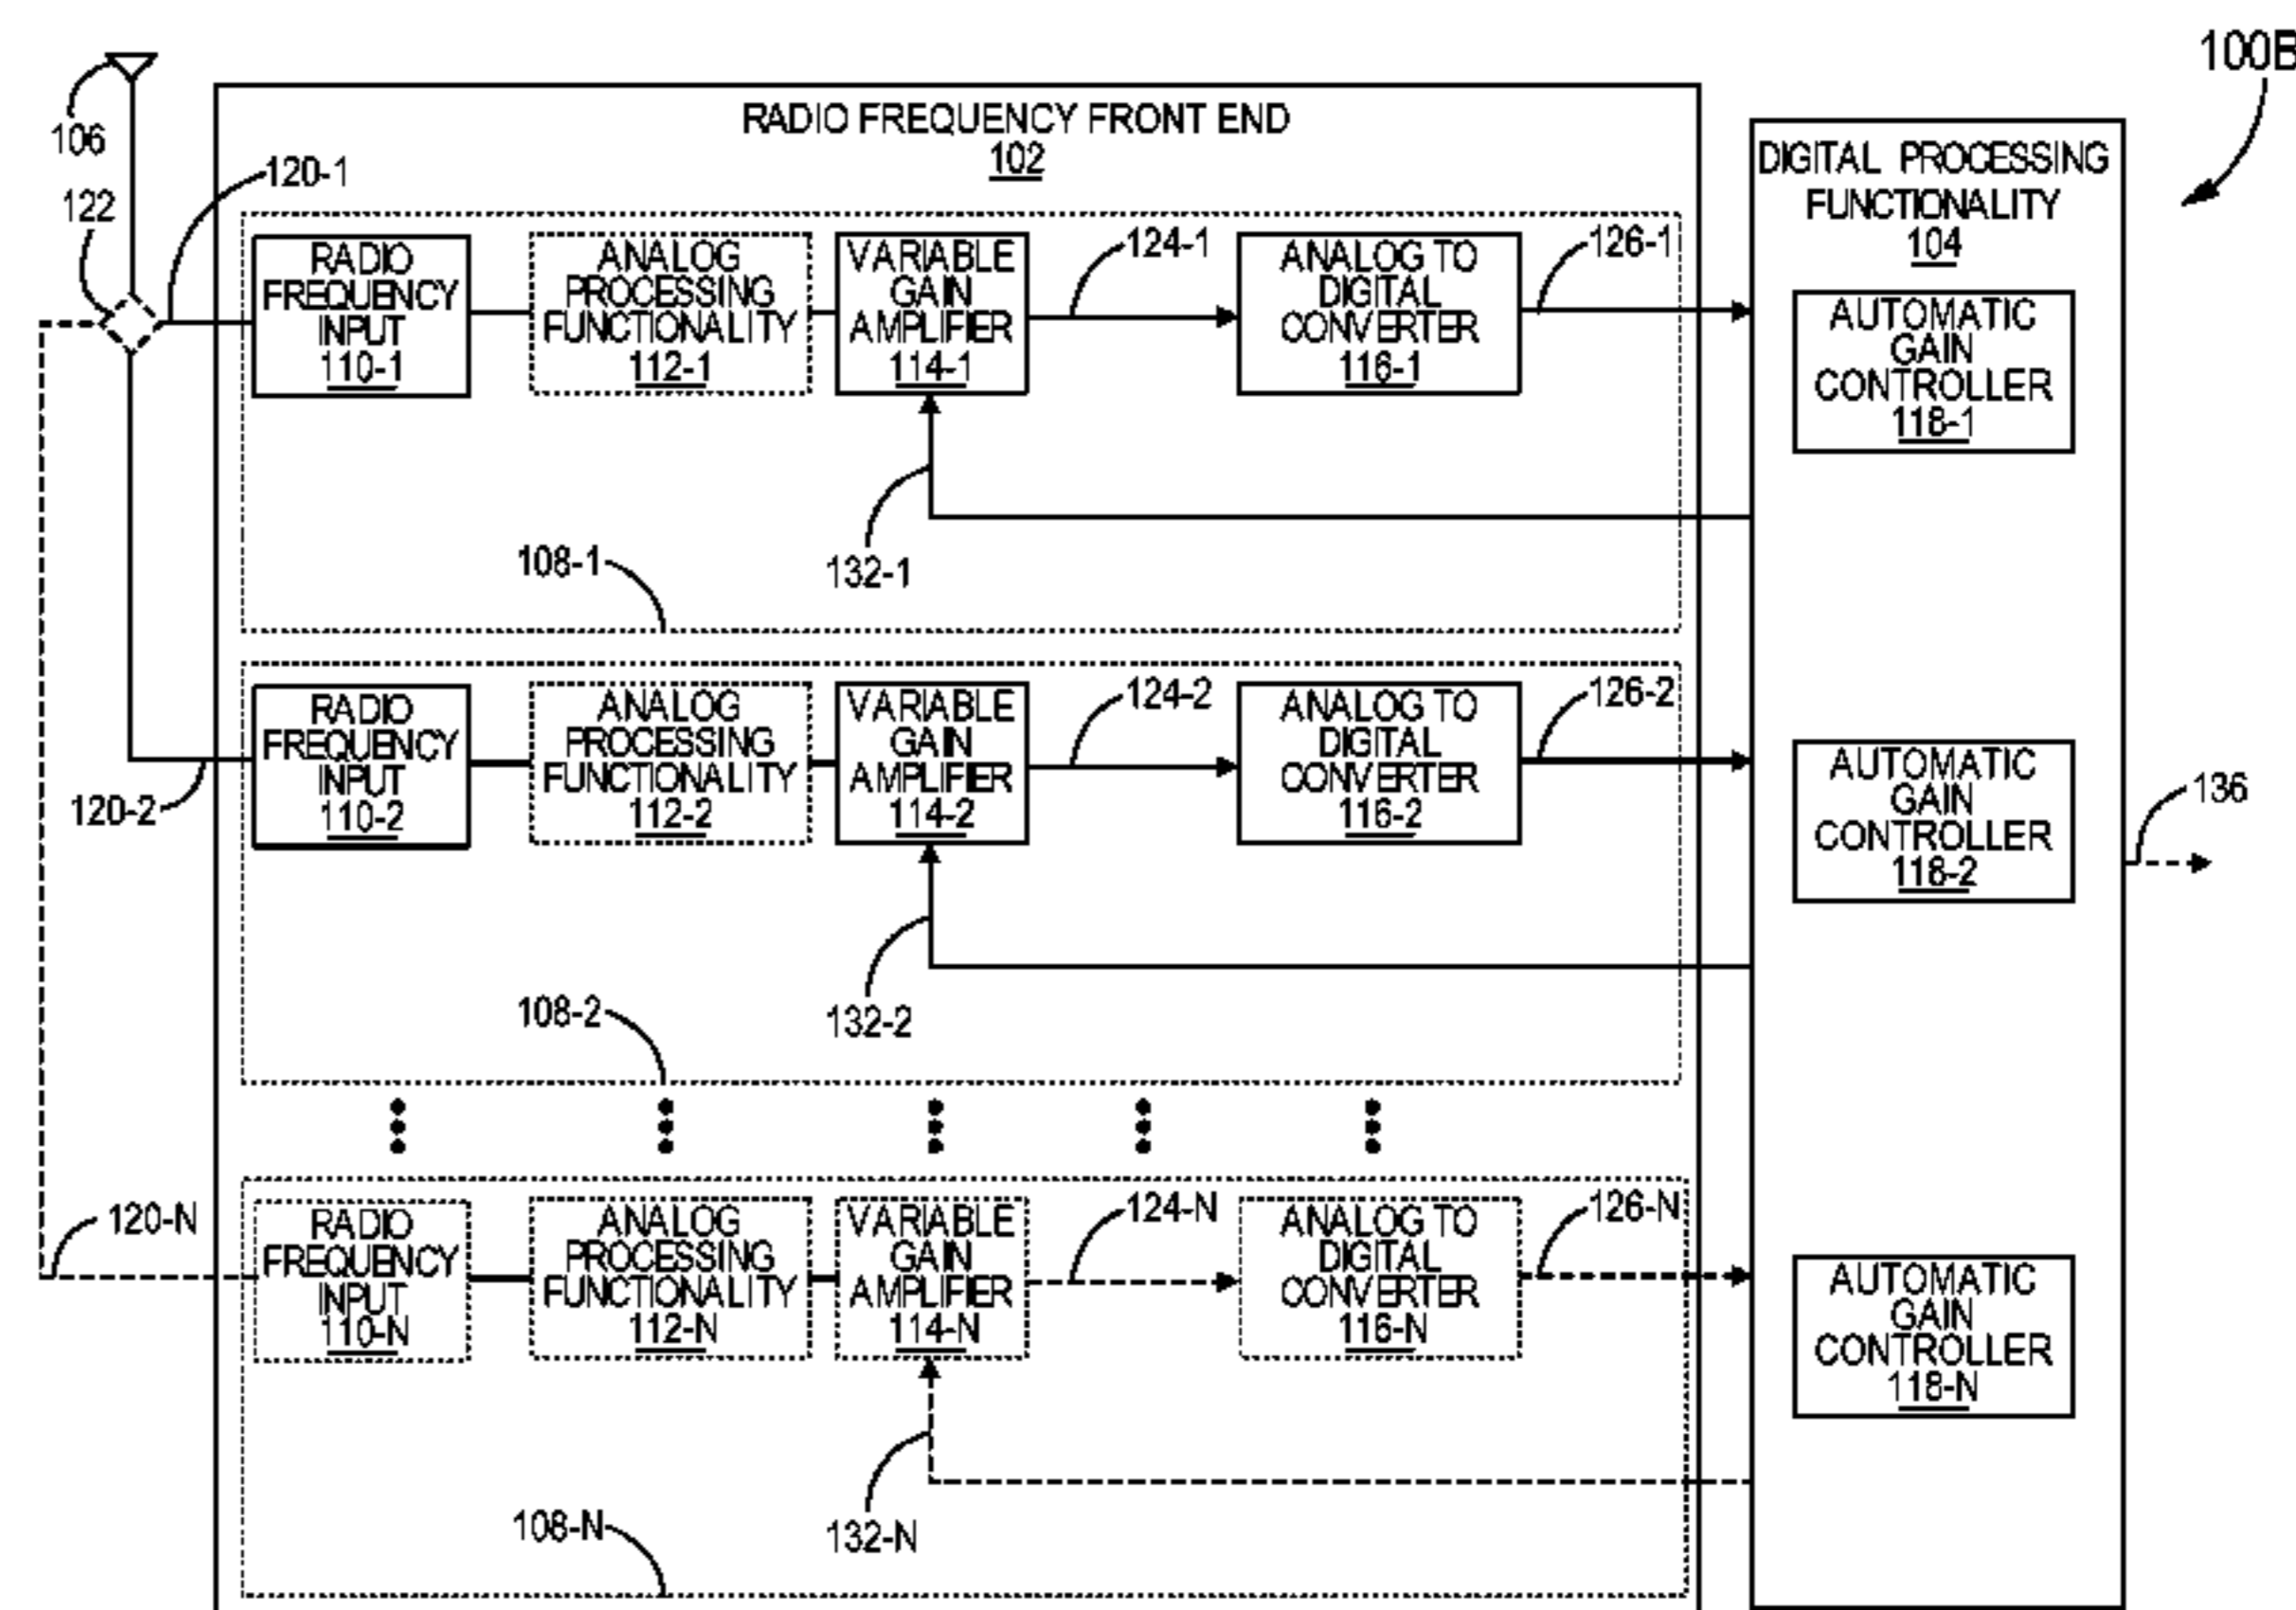 100B
106
RADIO FREQUENCY FRONT END
102
DIGITAL PROCESSING
FUNCTIONALITY
104
120-1
122
RADIO
FREQUENCY
INPUT
110-1
ANALOG
PROCESSING
FUNCTIONALITY
112-1
VARIABLE
GAIN
AMPLIFIER
114-1
124-1
ANALOG TO
DIGITAL
CONVERTER
116-1
126-1
AUTOMATIC
GAIN
CONTROLLER
118-1
108-1
132-1
RADIO
FREQUENCY
INPUT
110-2
ANALOG
PROCESSING
FUNCTIONALITY
112-2
VARIABLE
GAIN
AMPLIFIER
114-2
124-2
ANALOG TO
DIGITAL
CONVERTER
116-2
126-2
AUTOMATIC
GAIN
CONTROLLER
118-2
136
120-2
108-2
132-2
120-N
RADIO
FREQUENCY
INPUT
110-N
ANALOG
PROCESSING
FUNCTIONALITY
112-N
VARIABLE
GAIN
AMPLIFIER
114-N
124-N
ANALOG TO
DIGITAL
CONVERTER
116-N
126-N
AUTOMATIC
GAIN
CONTROLLER
118-N
108-N
132-N